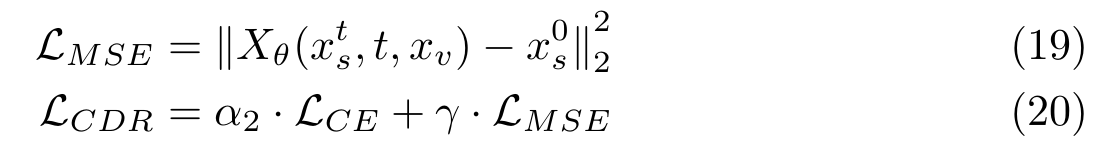 ℒ_{MSE} = ‖X_θ(x_s^t, t, x_v) − x_s^0‖_2^2 (19)
ℒ_{CDR} = α_2 · ℒ_{CE} + γ · ℒ_{MSE} (20)